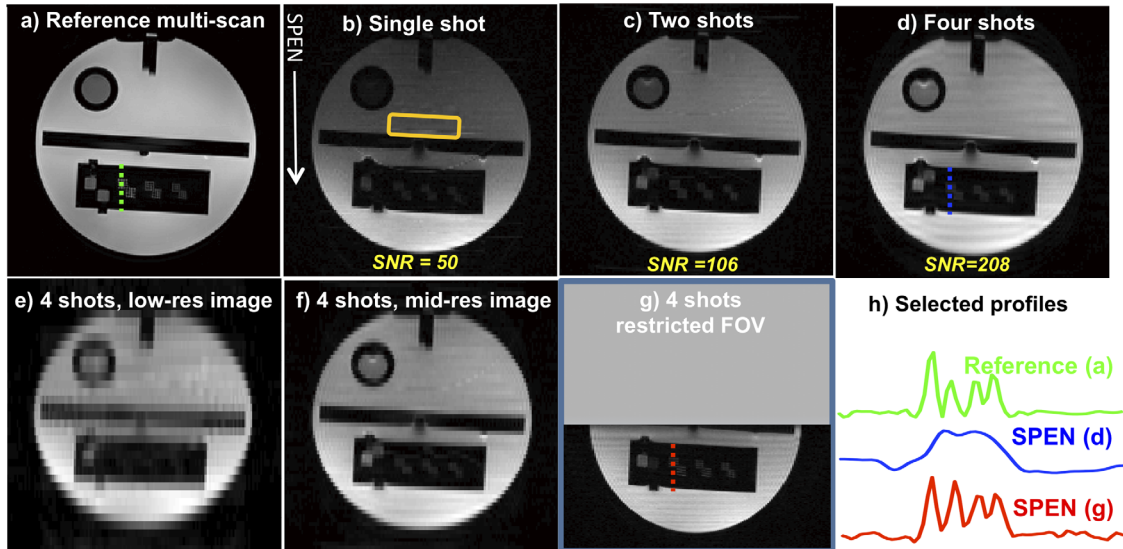 a) Reference multi-scan
b) Single shot
c) Two shots
d) Four shots
SPEN
SNR = 50
SNR =106
SNR=208
e) 4 shots, low-res image
f) 4 shots, mid-res image
g) 4 shots
restricted FOV
h) Selected profiles
Reference (a)
SPEN (d)
SPEN (g)